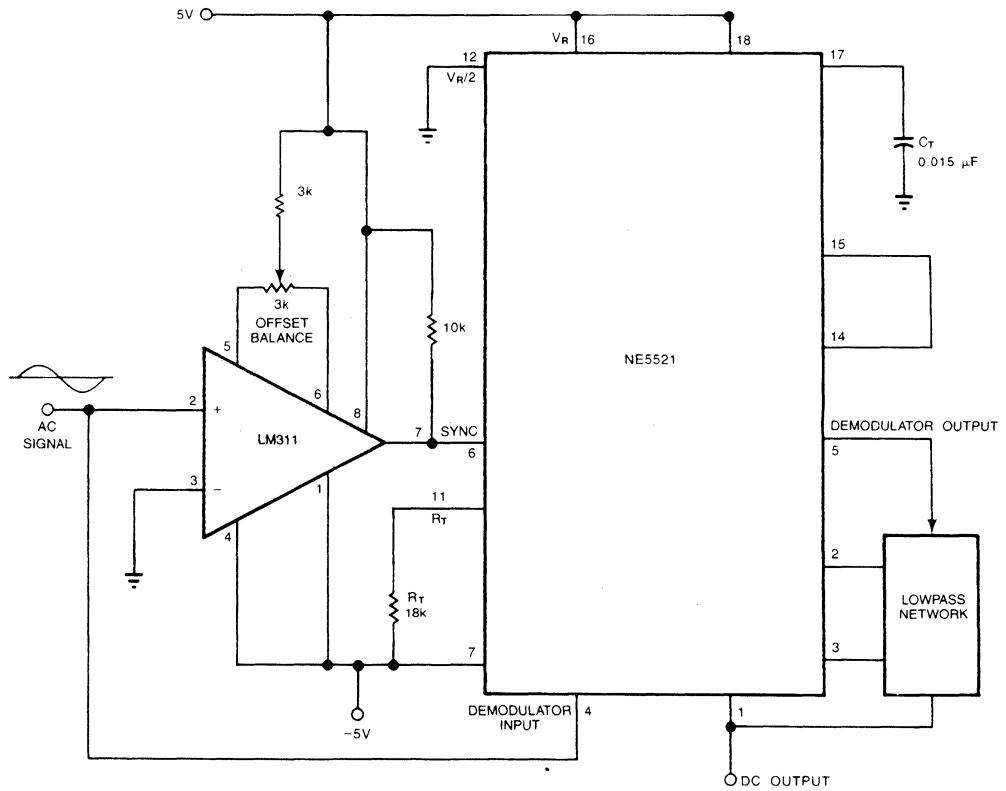 5V
VR 16
18
12
VR/2
17
CT
0.015 µF
3k
15
3k
OFFSET
BALANCE
10k
14
NE5521
5
6
8
2
+
LM311
7
SYNC
6
AC
SIGNAL
DEMODULATOR OUTPUT
5
3
−
1
4
11
RT
2
LOWPASS
NETWORK
RT
18k
7
3
DEMODULATOR
INPUT
4
1
−5V
DC OUTPUT